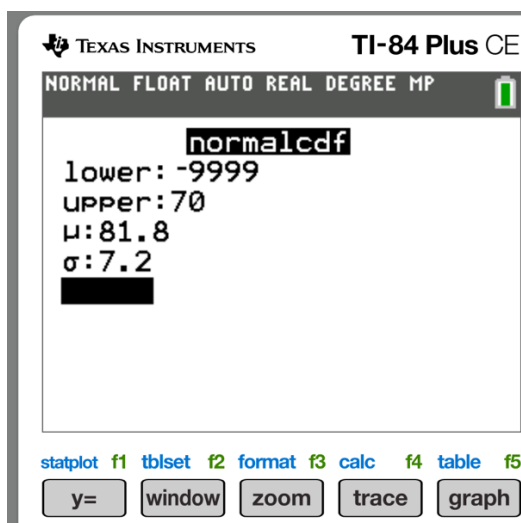 TEXAS INSTRUMENTS TI-84 Plus CE
NORMAL FLOAT AUTO REAL DEGREE MP
normalcdf
lower:-9999
upper:70
μ:81.8
σ:7.2
statplot f1 tblset f2 format f3 calc f4 table f5
y= window zoom trace graph